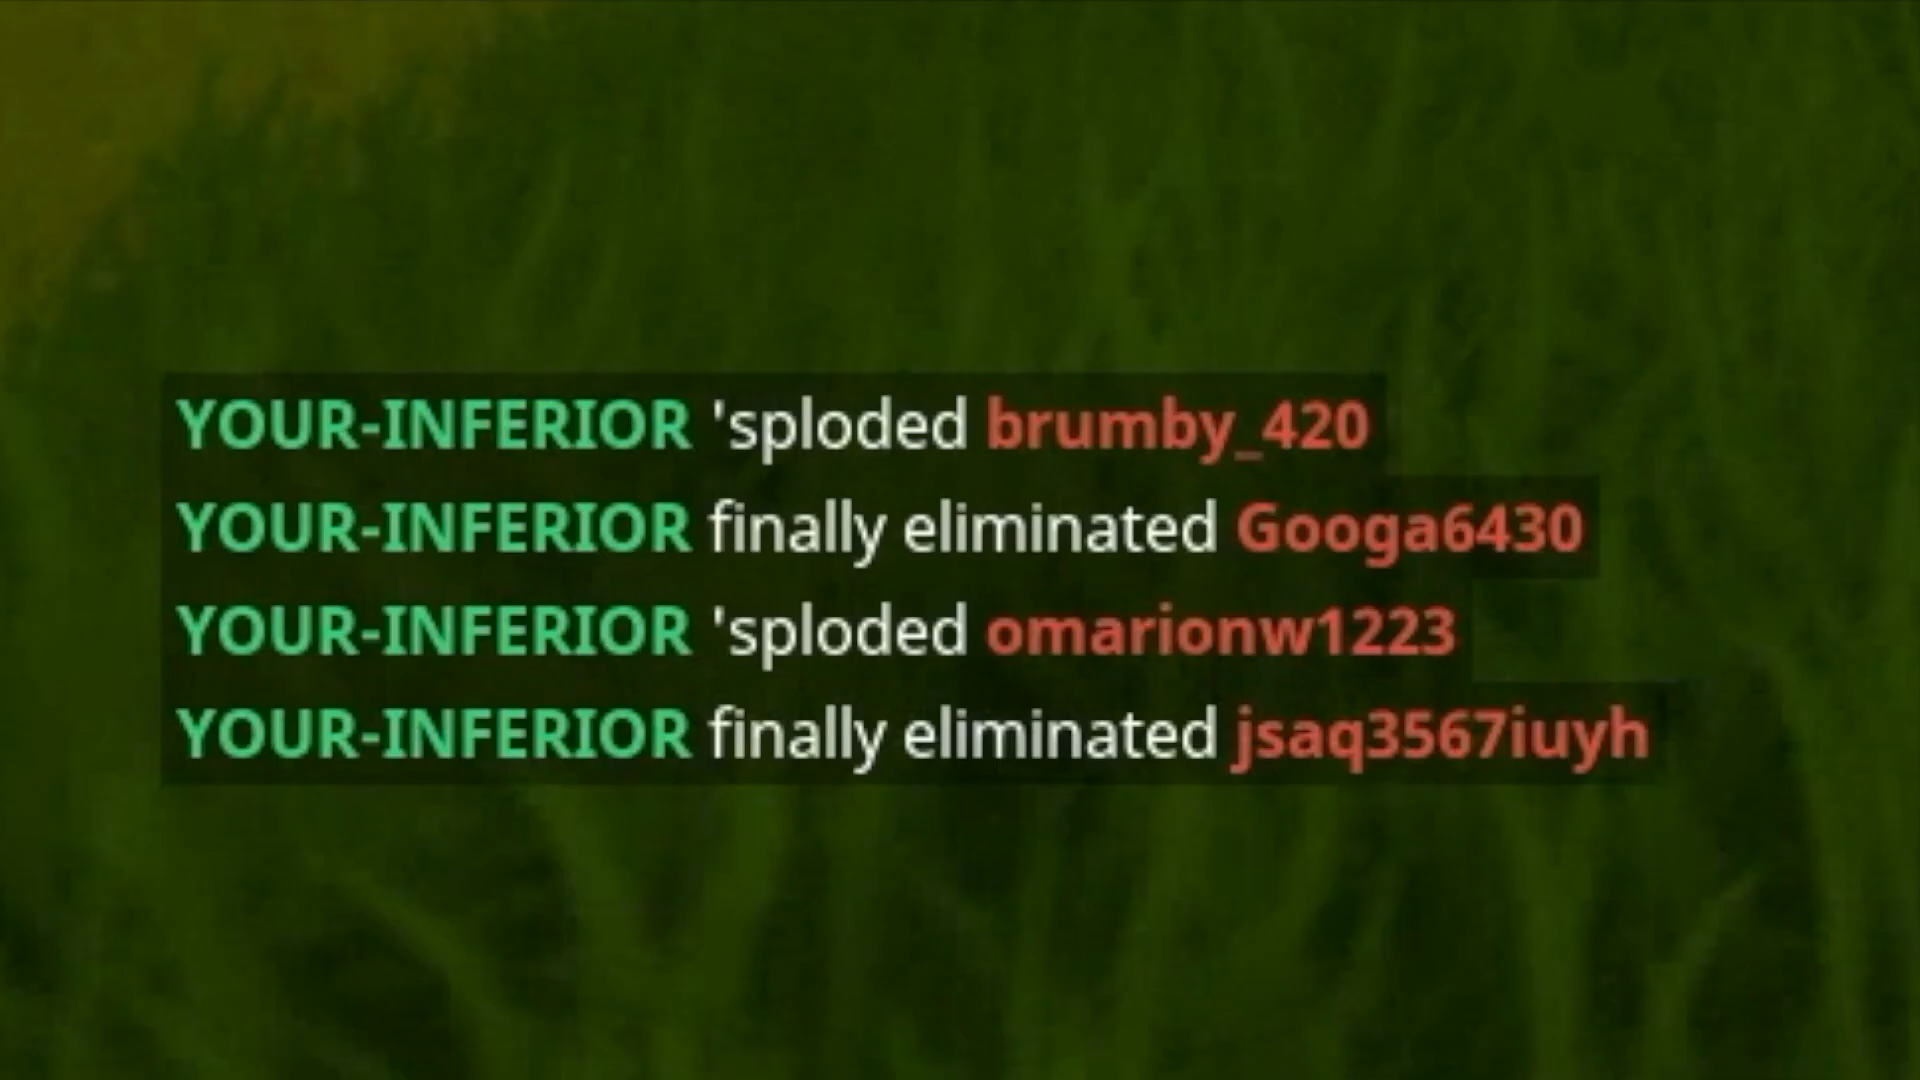 YOUR-INFERIOR 'sploded brumby_420
YOUR-INFERIOR finally eliminated Googa6430
YOUR-INFERIOR 'sploded omarionw1223
YOUR-INFERIOR finally eliminated jsaq3567iuyh